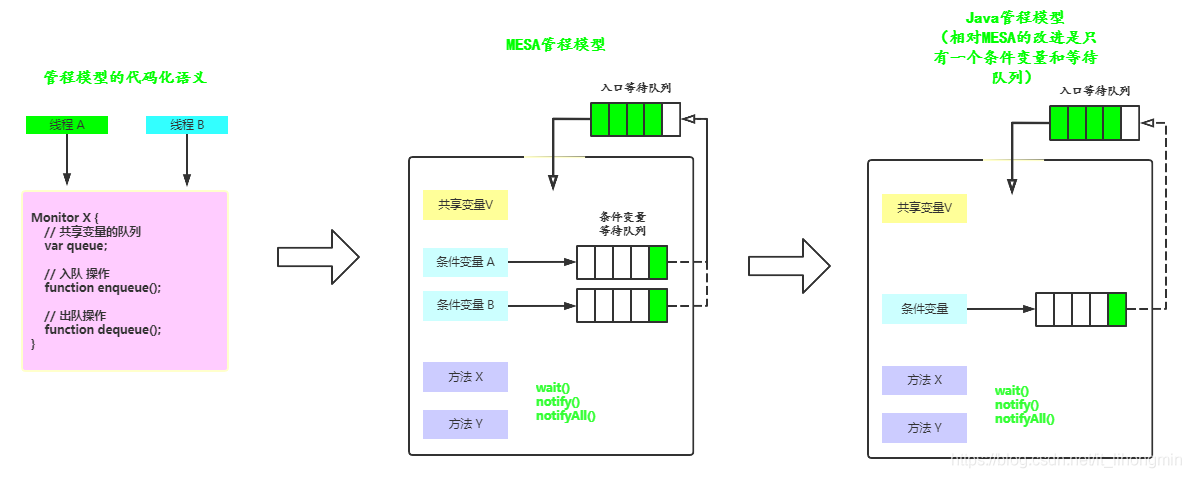 管程模型的代码化语义
线程 A
线程 B
Monitor X {
// 共享变量的队列
var queue;
// 入队 操作
function enqueue();
// 出队操作
function dequeue();
}
MESA管程模型
入口等待队列
共享变量V
条件变量
等待队列
条件变量 A
条件变量 B
方法 X
方法 Y
wait()
notify()
notifyAll()
Java管程模型
（相对MESA的改进是只
有一个条件变量和等待
队列）
入口等待队列
共享变量V
条件变量
方法 X
方法 Y
wait()
notify()
notifyAll()
https://blog.csdn.net/it_lihongmin